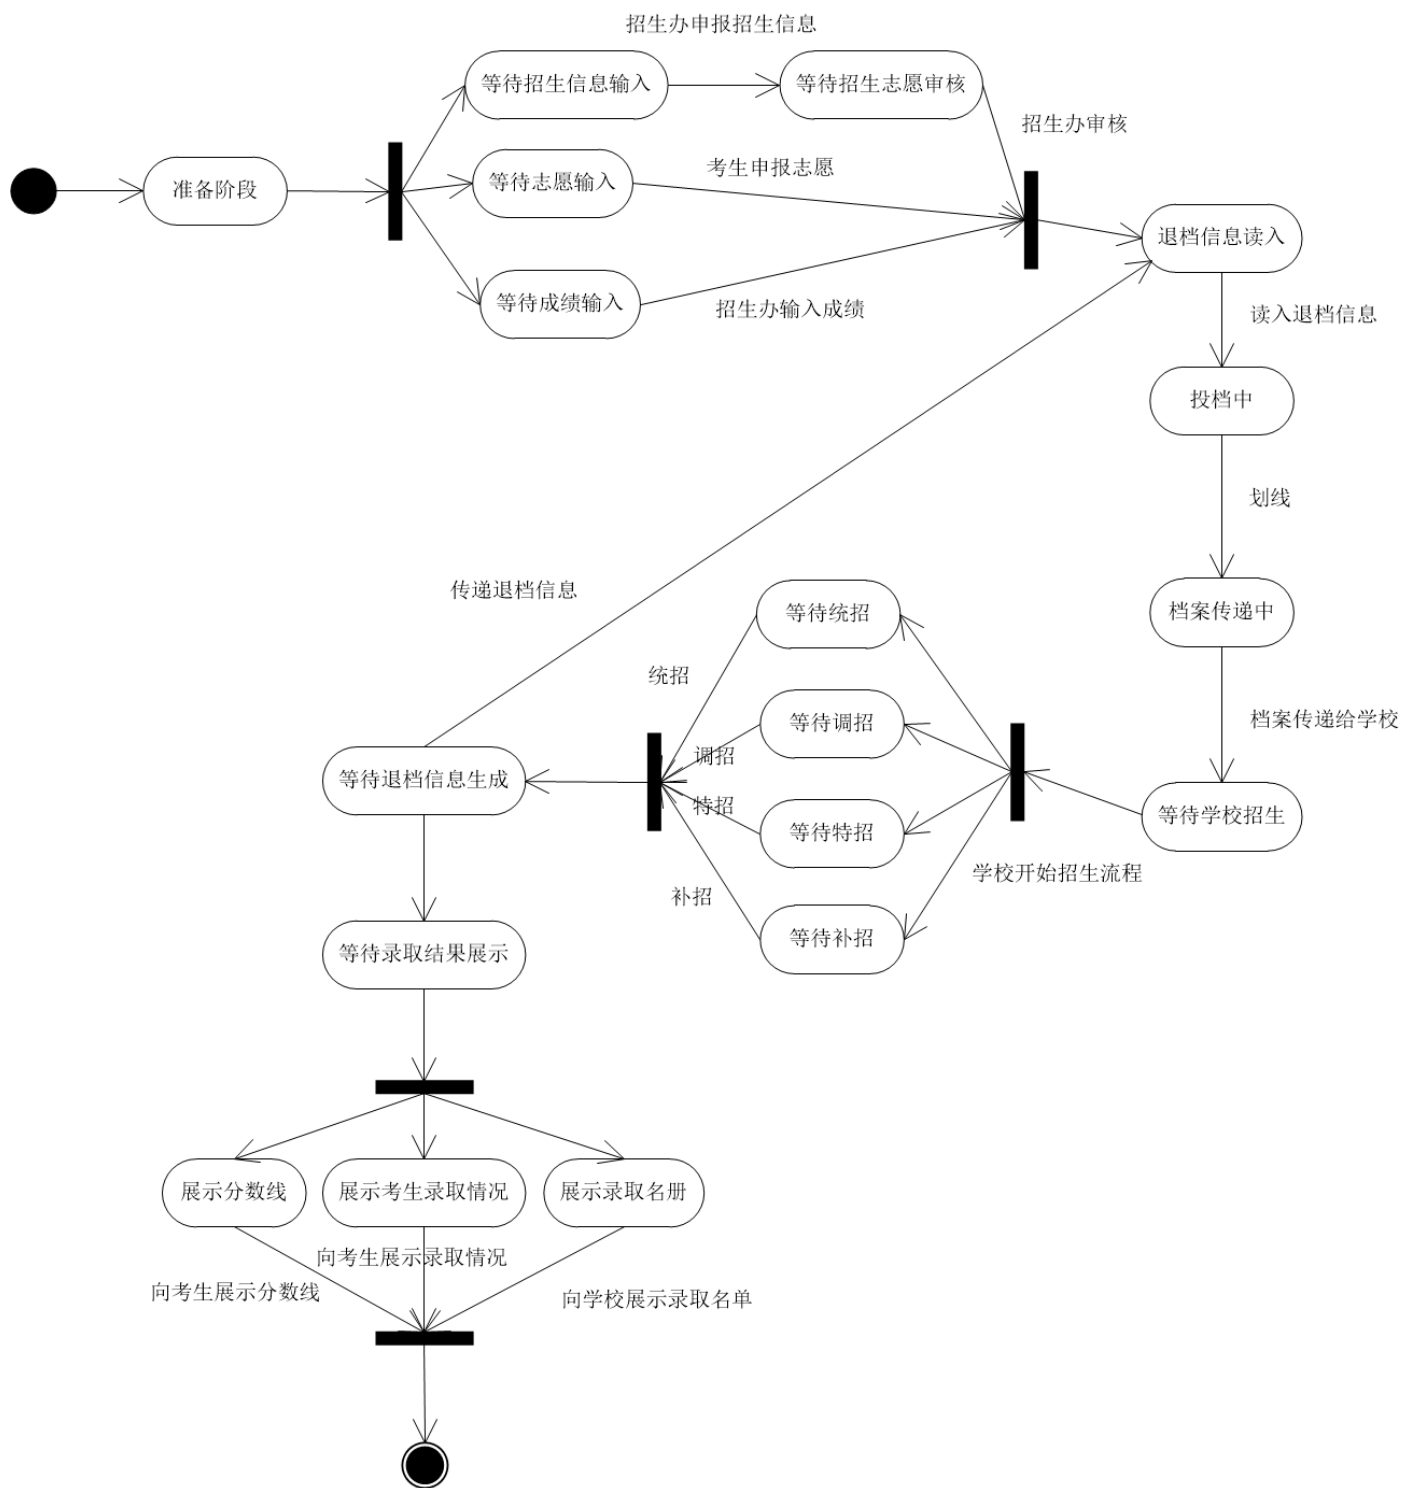 招生办申报招生信息
等待招生信息输入
等待招生志愿审核
招生办审核
准备阶段
等待志愿输入
考生申报志愿
退档信息读入
等待成绩输入
招生办输入成绩
读入退档信息
投档中
划线
传递退档信息
等待统招
档案传递中
统招
等待调招
档案传递给学校
调招
等待退档信息生成
特招
等待特招
等待学校招生
学校开始招生流程
补招
等待补招
等待录取结果展示
展示分数线
展示考生录取情况
展示录取名册
向考生展示录取情况
向考生展示分数线
向学校展示录取名单